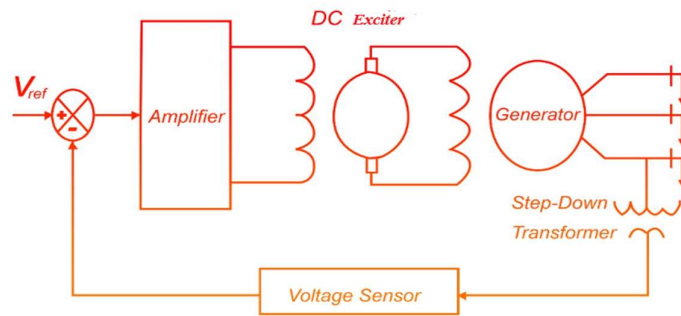 DC Exciter
Vref
+
-
Amplifier
Generator
Step-Down
Transformer
Voltage Sensor